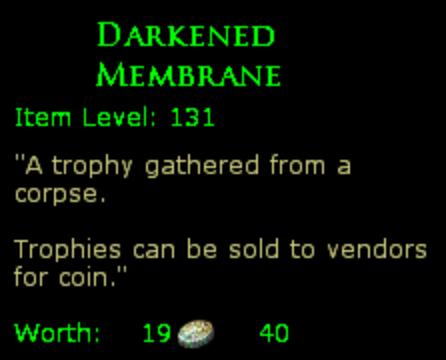 Darkened
Membrane
Item Level: 131
"A trophy gathered from a
corpse.
Trophies can be sold to vendors
for coin."
Worth: 19 40